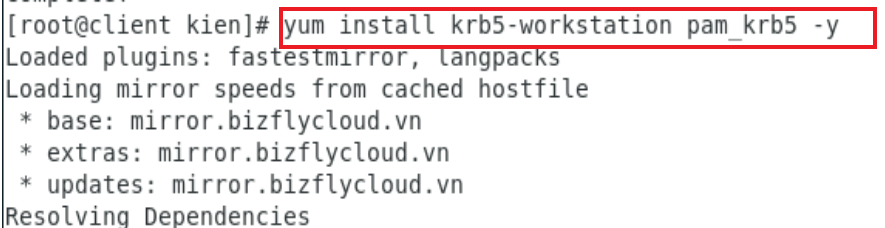 [root@client kien]# yum install krb5-workstation pam_krb5 -y
Loaded plugins: fastestmirror, langpacks
Loading mirror speeds from cached hostfile
 * base: mirror.bizflycloud.vn
 * extras: mirror.bizflycloud.vn
 * updates: mirror.bizflycloud.vn
Resolving Dependencies